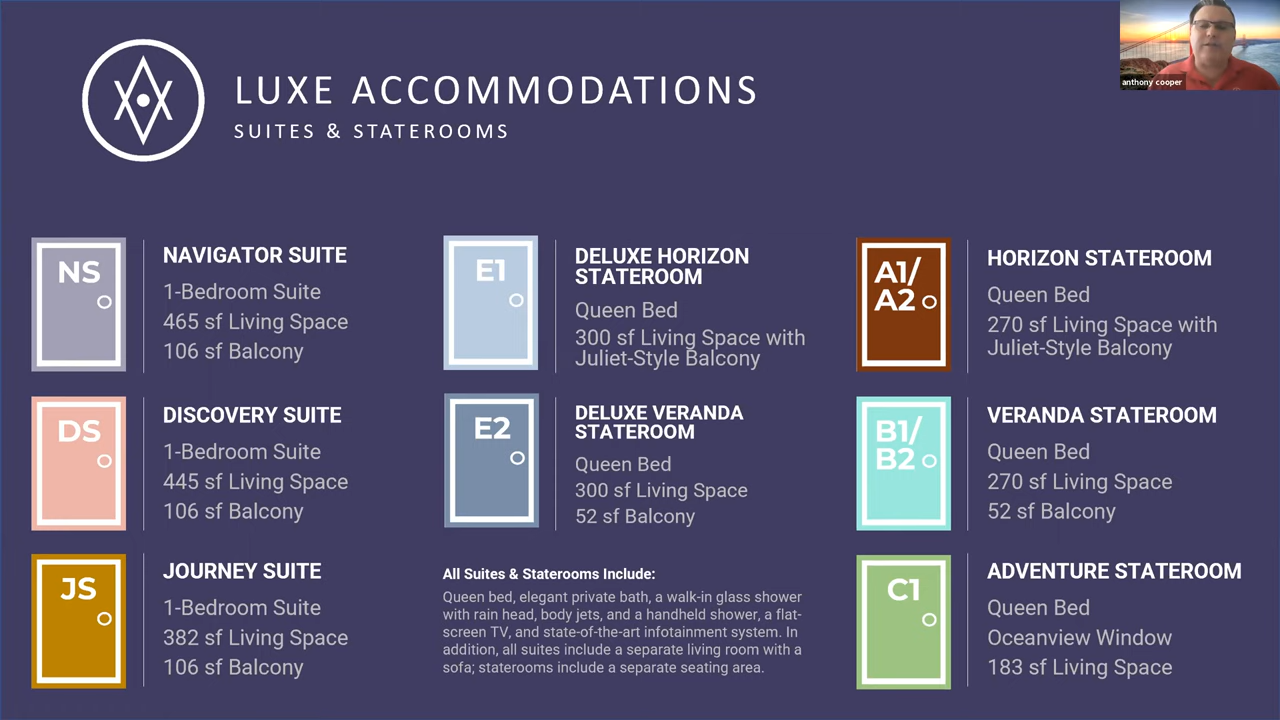 LUXE ACCOMMODATIONS
SUITES & STATEROOMS
anthony cooper
NS
NAVIGATOR SUITE
1-Bedroom Suite
465 sf Living Space
106 sf Balcony
E1
DELUXE HORIZON
STATEROOM
Queen Bed
300 sf Living Space with
Juliet-Style Balcony
A1/
A2
HORIZON STATEROOM
Queen Bed
270 sf Living Space with
Juliet-Style Balcony
DS
DISCOVERY SUITE
1-Bedroom Suite
445 sf Living Space
106 sf Balcony
E2
DELUXE VERANDA
STATEROOM
Queen Bed
300 sf Living Space
52 sf Balcony
B1/
B2
VERANDA STATEROOM
Queen Bed
270 sf Living Space
52 sf Balcony
JS
JOURNEY SUITE
1-Bedroom Suite
382 sf Living Space
106 sf Balcony
All Suites & Staterooms Include:
Queen bed, elegant private bath, a walk-in glass shower
with rain head, body jets, and a handheld shower, a flat-
screen TV, and state-of-the-art infotainment system. In
addition, all suites include a separate living room with a
sofa; staterooms include a separate seating area.
C1
ADVENTURE STATEROOM
Queen Bed
Oceanview Window
183 sf Living Space